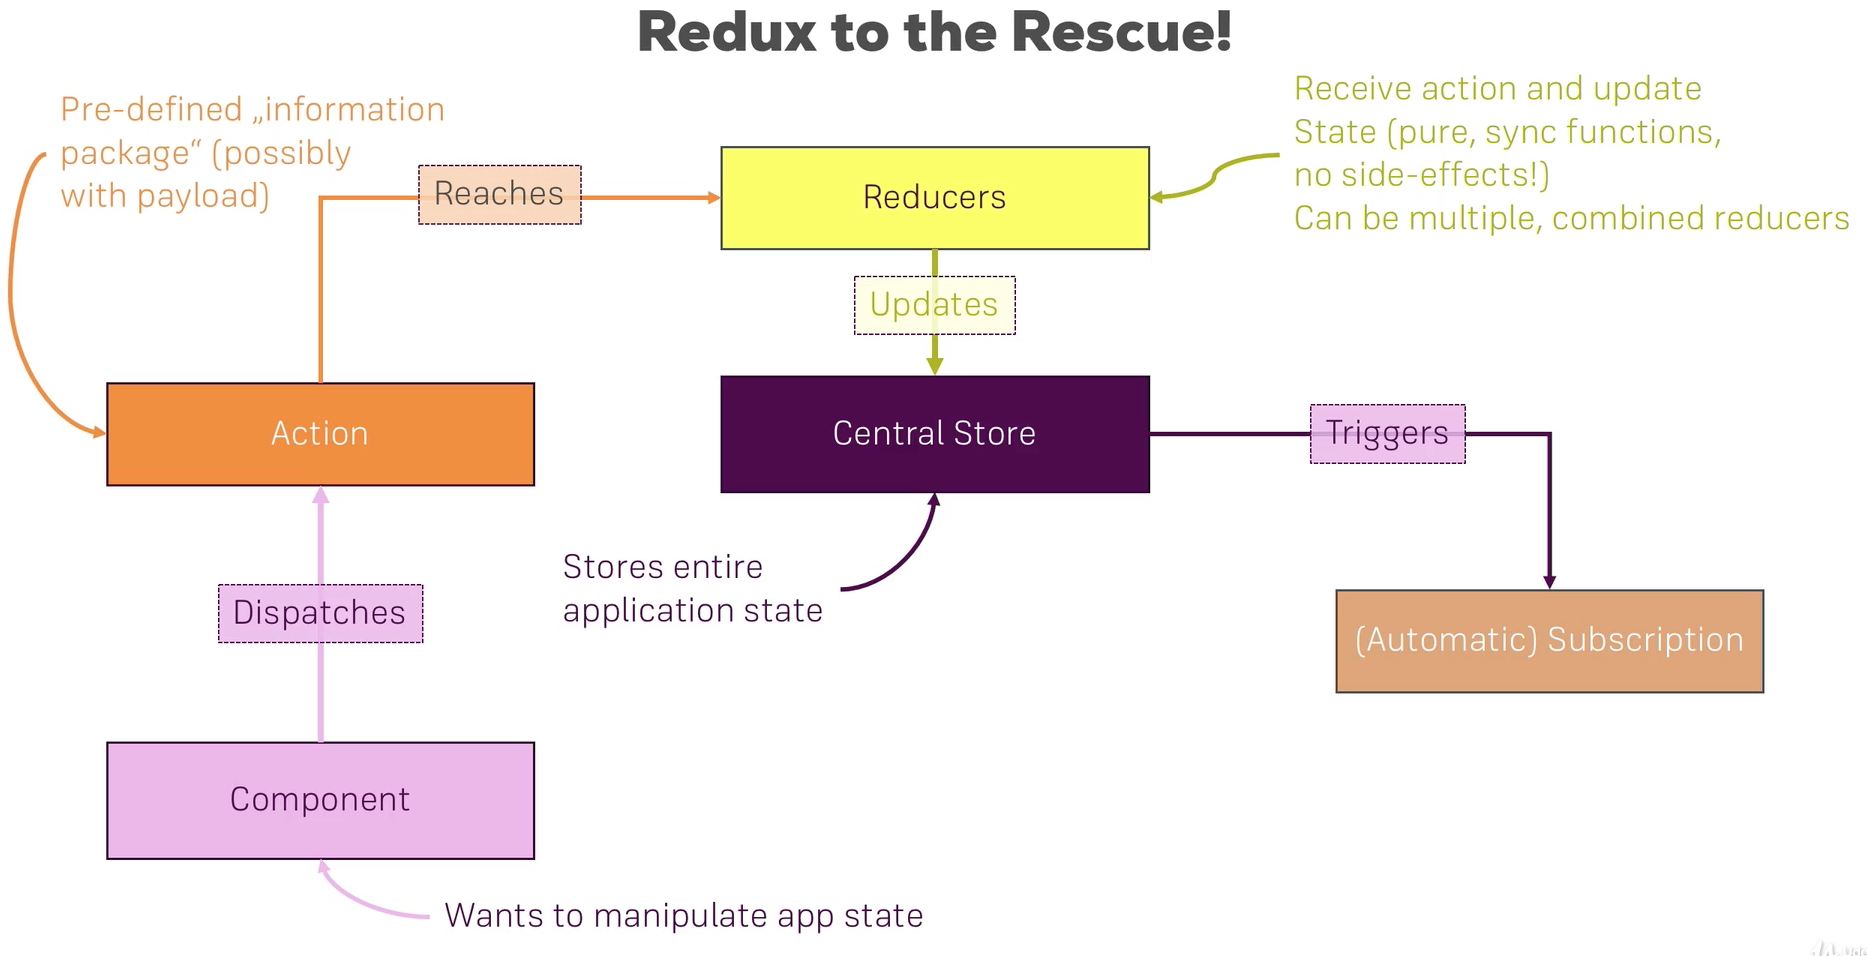 Redux to the Rescue!
Pre-defined „information
package“ (possibly
with payload)
Reaches
Reducers
Receive action and update
State (pure, sync functions,
no side-effects!)
Can be multiple, combined reducers
Updates
Action
Central Store
Triggers
Stores entire
application state
Dispatches
(Automatic) Subscription
Component
Wants to manipulate app state